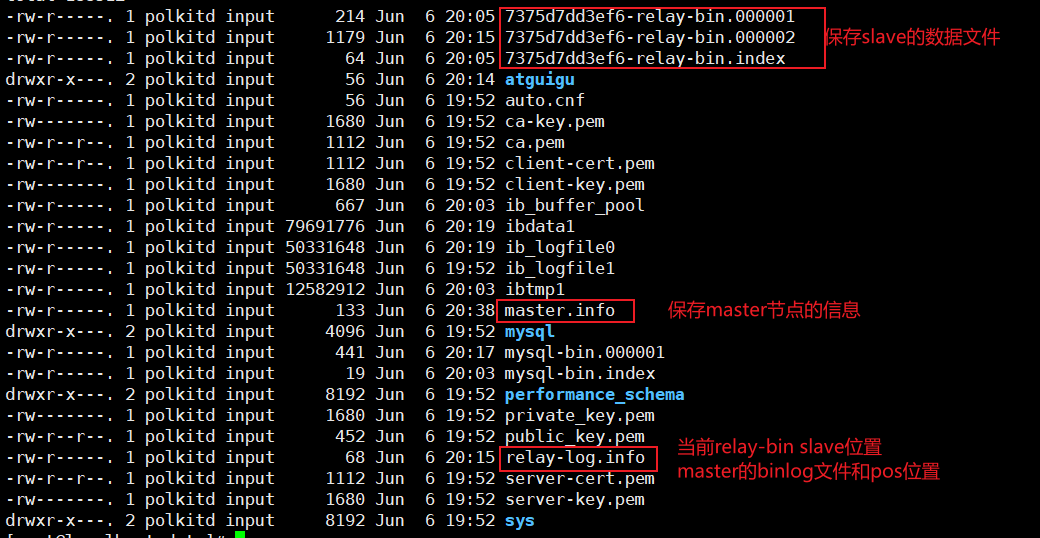 -rw-r-----. 1 polkitd input      214 Jun  6 20:05 7375d7dd3ef6-relay-bin.000001
-rw-r-----. 1 polkitd input     1179 Jun  6 20:15 7375d7dd3ef6-relay-bin.000002 保存slave的数据文件
-rw-r-----. 1 polkitd input       64 Jun  6 20:05 7375d7dd3ef6-relay-bin.index
drwxr-x---. 2 polkitd input       56 Jun  6 20:14 atguigu
-rw-r-----. 1 polkitd input       56 Jun  6 19:52 auto.cnf
-rw-------. 1 polkitd input     1680 Jun  6 19:52 ca-key.pem
-rw-r--r--. 1 polkitd input     1112 Jun  6 19:52 ca.pem
-rw-r--r--. 1 polkitd input     1112 Jun  6 19:52 client-cert.pem
-rw-------. 1 polkitd input     1680 Jun  6 19:52 client-key.pem
-rw-r-----. 1 polkitd input      667 Jun  6 20:03 ib_buffer_pool
-rw-r-----. 1 polkitd input 79691776 Jun  6 20:19 ibdata1
-rw-r-----. 1 polkitd input 50331648 Jun  6 20:19 ib_logfile0
-rw-r-----. 1 polkitd input 50331648 Jun  6 19:52 ib_logfile1
-rw-r-----. 1 polkitd input 12582912 Jun  6 20:03 ibtmp1
-rw-r-----. 1 polkitd input      133 Jun  6 20:38 master.info 保存master节点的信息
drwxr-x---. 2 polkitd input     4096 Jun  6 19:52 mysql
-rw-r-----. 1 polkitd input      441 Jun  6 20:17 mysql-bin.000001
-rw-r-----. 1 polkitd input       19 Jun  6 20:03 mysql-bin.index
drwxr-x---. 2 polkitd input     8192 Jun  6 19:52 performance_schema
-rw-------. 1 polkitd input     1680 Jun  6 19:52 private_key.pem
-rw-r--r--. 1 polkitd input      452 Jun  6 19:52 public_key.pem 当前relay-bin slave位置
-rw-r-----. 1 polkitd input       68 Jun  6 20:15 relay-log.info master的binlog文件和pos位置
-rw-r--r--. 1 polkitd input     1112 Jun  6 19:52 server-cert.pem
-rw-------. 1 polkitd input     1680 Jun  6 19:52 server-key.pem
drwxr-x---. 2 polkitd input     8192 Jun  6 19:52 sys